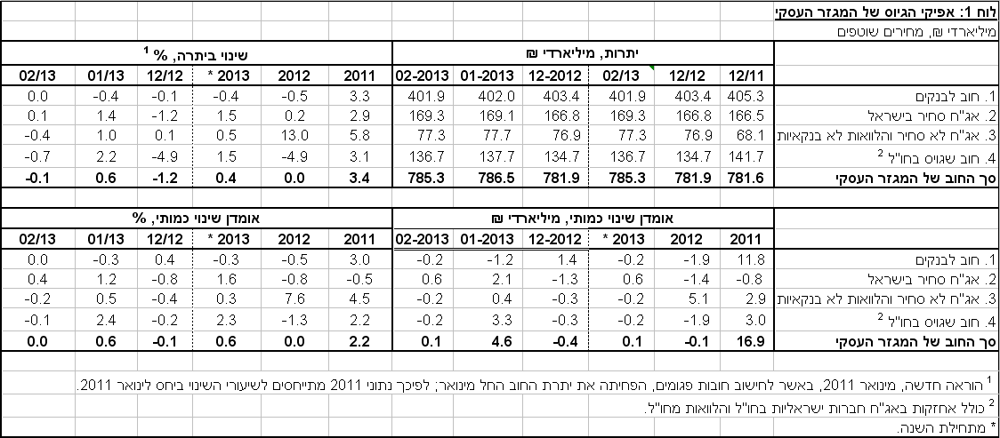 לוח 1: אפיקי הגיוס של המגזר העסקי
מיליארדי ₪, מחירים שוטפים
יתרות, מיליארדי ₪ שינוי ביתרה, % 1
12/11 12/12 02/13 12-2012 01-2013 02-2013 2011 2012 2013 * 12/12 01/13 02/13
1. חוב לבנקים 405.3 403.4 401.9 403.4 402.0 401.9 3.3 -0.5 -0.4 -0.1 -0.4 0.0
2. אג"ח סחיר בישראל 166.5 166.8 169.3 166.8 169.1 169.3 2.9 0.2 1.5 -1.2 1.4 0.1
3. אג"ח לא סחיר והלוואות לא בנקאיות 68.1 76.9 77.3 76.9 77.7 77.3 5.8 13.0 0.5 0.1 1.0 -0.4
4. חוב שגויס בחו"ל 2 141.7 134.7 136.7 134.7 137.7 136.7 3.1 -4.9 1.5 -4.9 2.2 -0.7
סך החוב של המגזר העסקי 781.6 781.9 785.3 781.9 786.5 785.3 3.4 0.0 0.4 -1.2 0.6 -0.1
אומדן שינוי כמותי, מיליארדי ₪ אומדן שינוי כמותי, %
2011 2012 2013 * 12-2012 01-2013 02-2013 2011 2012 2013 * 12/12 01/13 02/13
1. חוב לבנקים 11.8 -1.9 -0.2 1.4 -1.2 -0.2 3.0 -0.5 -0.3 0.4 -0.3 0.0
2. אג"ח סחיר בישראל -0.8 -1.4 0.6 -1.3 2.1 0.6 -0.5 -0.8 1.6 -0.8 1.2 0.4
3. אג"ח לא סחיר והלוואות לא בנקאיות 2.9 5.1 -0.2 -0.3 0.4 -0.2 4.5 7.6 0.3 -0.4 0.5 -0.2
4. חוב שגויס בחו"ל 2 3.0 -1.9 -0.2 -0.3 3.3 -0.2 2.2 -1.3 2.3 -0.2 2.4 -0.1
סך החוב של המגזר העסקי 16.9 -0.1 0.1 -0.4 4.6 0.1 2.2 0.0 0.6 -0.1 0.6 0.0
1 הוראה חדשה, מינואר 2011, באשר לחישוב חובות פגומים, הפחיתה את יתרת החוב החל מינואר; לפיכך נתוני 2011 מתייחסים לשיעורי השינוי ביחס לינואר 2011.
2 כולל אחזקות באג"ח חברות ישראליות בחו"ל והלוואות מחו"ל.
* מתחילת השנה.